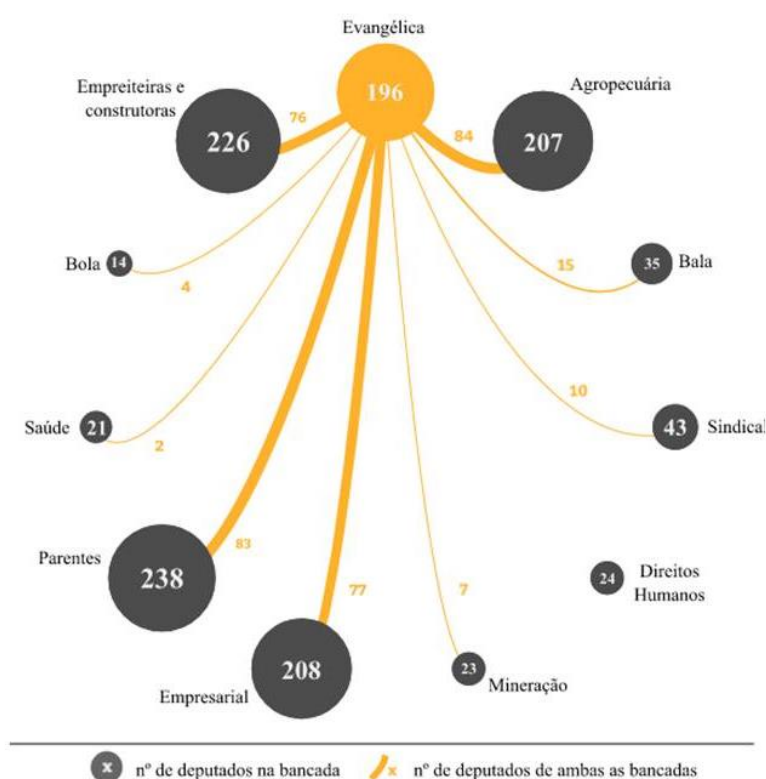 Evangélica
196
Empreiteiras e
construtoras
226
76
Agropecuária
207
84
Bola
14
4
Bala
35
15
Saúde
21
2
Sindical
43
10
Parentes
238
83
Empresarial
208
77
Mineração
23
7
Direitos
Humanos
24
x nº de deputados na bancada
x nº de deputados de ambas as bancadas